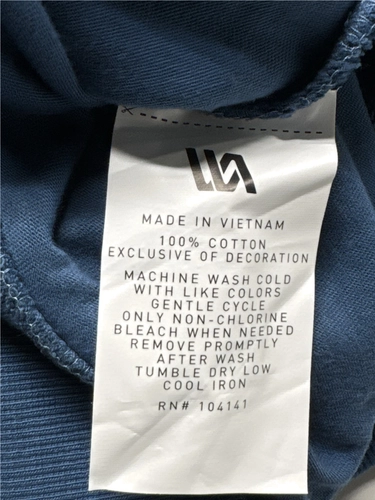 MADE IN VIETNAM
100% COTTON
EXCLUSIVE OF DECORATION
MACHINE WASH COLD
WITH LIKE COLORS
GENTLE CYCLE
ONLY NON-CHLORINE
BLEACH WHEN NEEDED
REMOVE PROMPTLY
AFTER WASH
TUMBLE DRY LOW
COOL IRON
RN# 104141